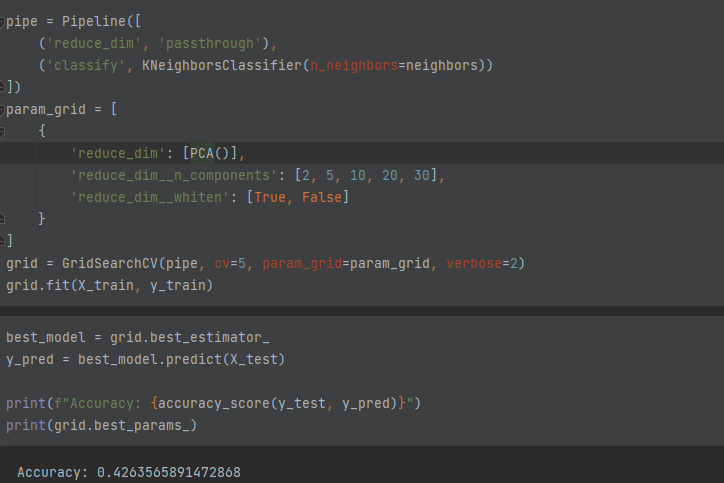 pipe = Pipeline([
    ('reduce_dim', 'passthrough'),
    ('classify', KNeighborsClassifier(n_neighbors=neighbors))
])
param_grid = [
    {
        'reduce_dim': [PCA()],
        'reduce_dim__n_components': [2, 5, 10, 20, 30],
        'reduce_dim__whiten': [True, False]
    }
]
grid = GridSearchCV(pipe, cv=5, param_grid=param_grid, verbose=2)
grid.fit(X_train, y_train)
best_model = grid.best_estimator_
y_pred = best_model.predict(X_test)
print(f"Accuracy: {accuracy_score(y_test, y_pred)}")
print(grid.best_params_)
Accuracy: 0.4263565891472868